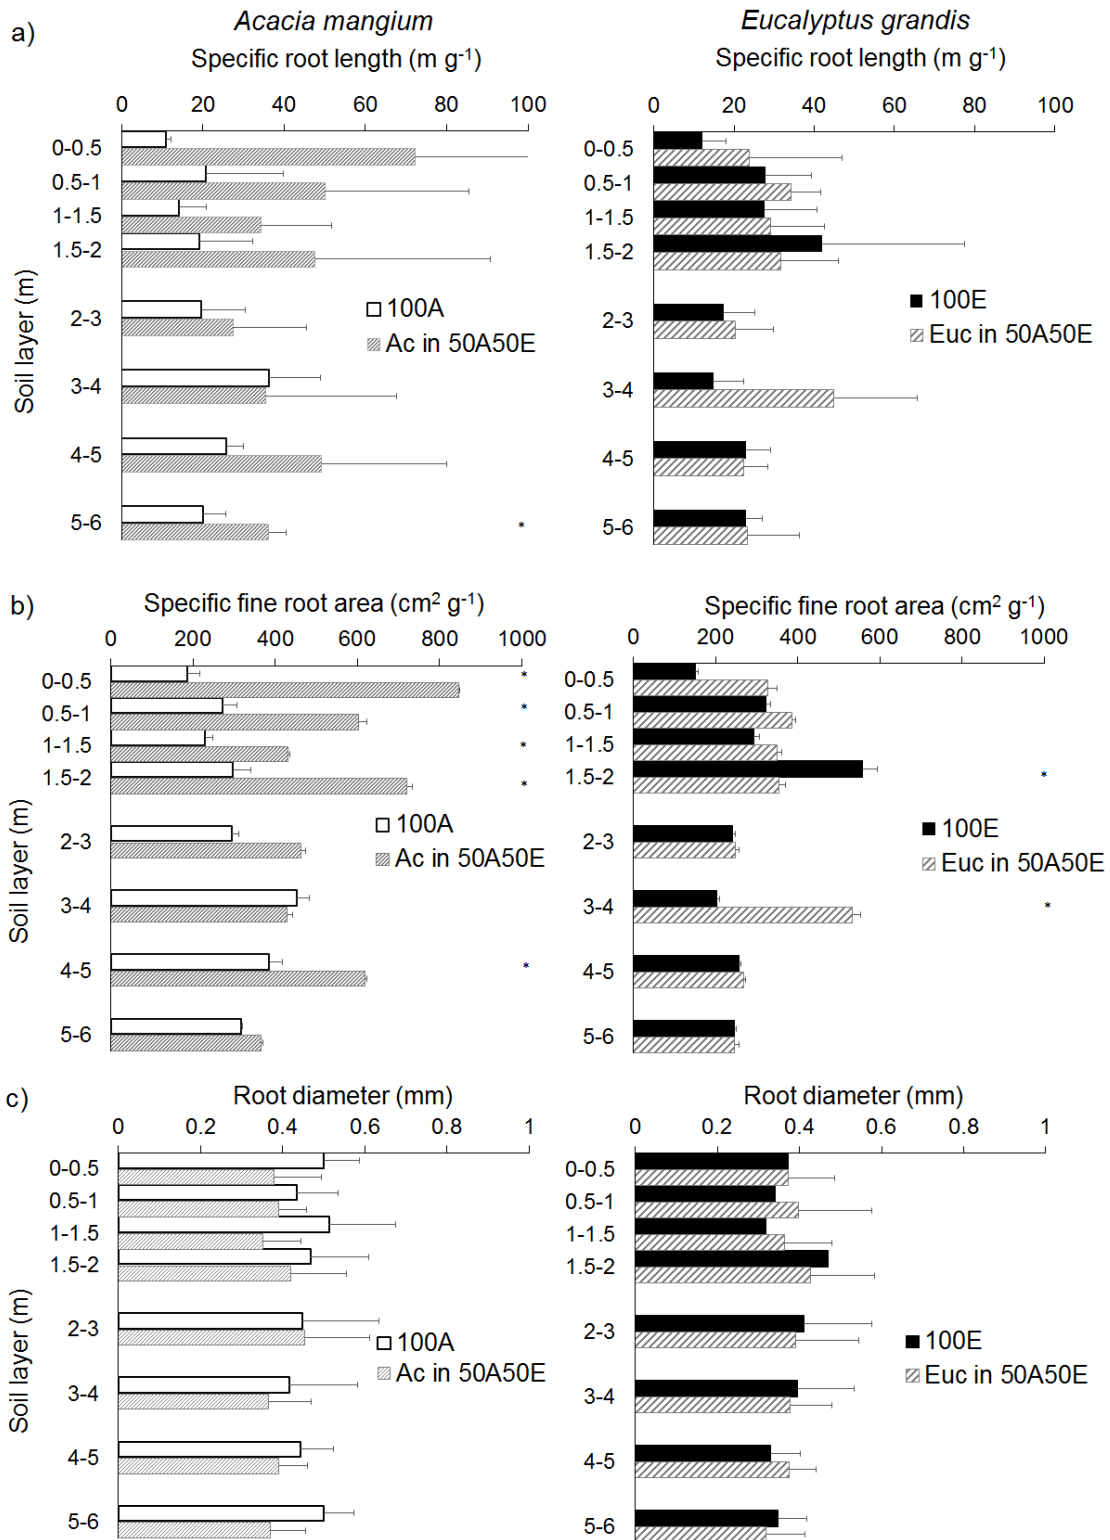 a)
Acacia mangium
Eucalyptus grandis
Specific root length (m g⁻¹)
Specific root length (m g⁻¹)
0 20 40 60 80 100
0 20 40 60 80 100
Soil layer (m)
0-0.5
0.5-1
1-1.5
1.5-2
2-3
3-4
4-5
5-6
100A
Ac in 50A50E
*
0-0.5
0.5-1
1-1.5
1.5-2
2-3
3-4
4-5
5-6
100E
Euc in 50A50E
b)
Specific fine root area (cm² g⁻¹)
Specific fine root area (cm² g⁻¹)
0 200 400 600 800 1000
0 200 400 600 800 1000
Soil layer (m)
0-0.5 *
0.5-1 *
1-1.5 *
1.5-2 *
2-3
3-4
4-5 *
5-6
100A
Ac in 50A50E
0-0.5
0.5-1
1-1.5
1.5-2 *
2-3
3-4 *
4-5
5-6
100E
Euc in 50A50E
c)
Root diameter (mm)
Root diameter (mm)
0 0.2 0.4 0.6 0.8 1
0 0.2 0.4 0.6 0.8 1
Soil layer (m)
0-0.5
0.5-1
1-1.5
1.5-2
2-3
3-4
4-5
5-6
100A
Ac in 50A50E
0-0.5
0.5-1
1-1.5
1.5-2
2-3
3-4
4-5
5-6
100E
Euc in 50A50E